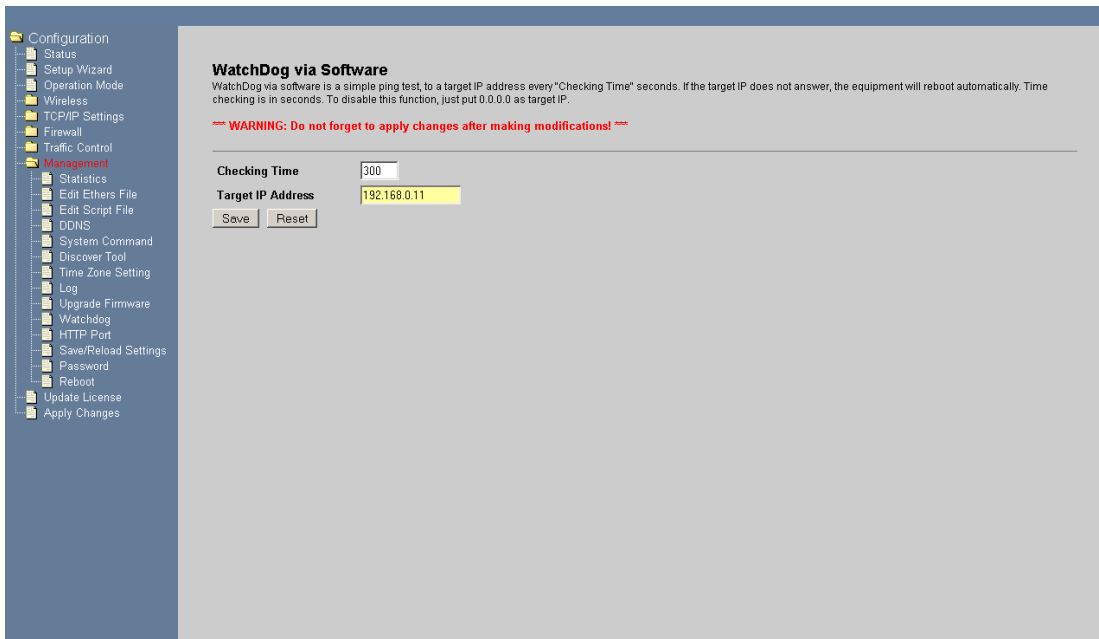 Configuration
Status
Setup Wizard
Operation Mode
Wireless
TCP/IP Settings
Firewall
Traffic Control
Management
Statistics
Edit Ethers File
Edit Script File
DDNS
System Command
Discover Tool
Time Zone Setting
Log
Upgrade Firmware
Watchdog
HTTP Port
Save/Reload Settings
Password
Reboot
Update License
Apply Changes
WatchDog via Software
WatchDog via software is a simple ping test, to a target IP address every "Checking Time" seconds. If the target IP does not answer, the equipment will reboot automatically. Time
checking is in seconds. To disable this function, just put 0.0.0.0 as target IP.
*** WARNING: Do not forget to apply changes after making modifications! ***
Checking Time 300
Target IP Address 192.168.0.11
Save Reset